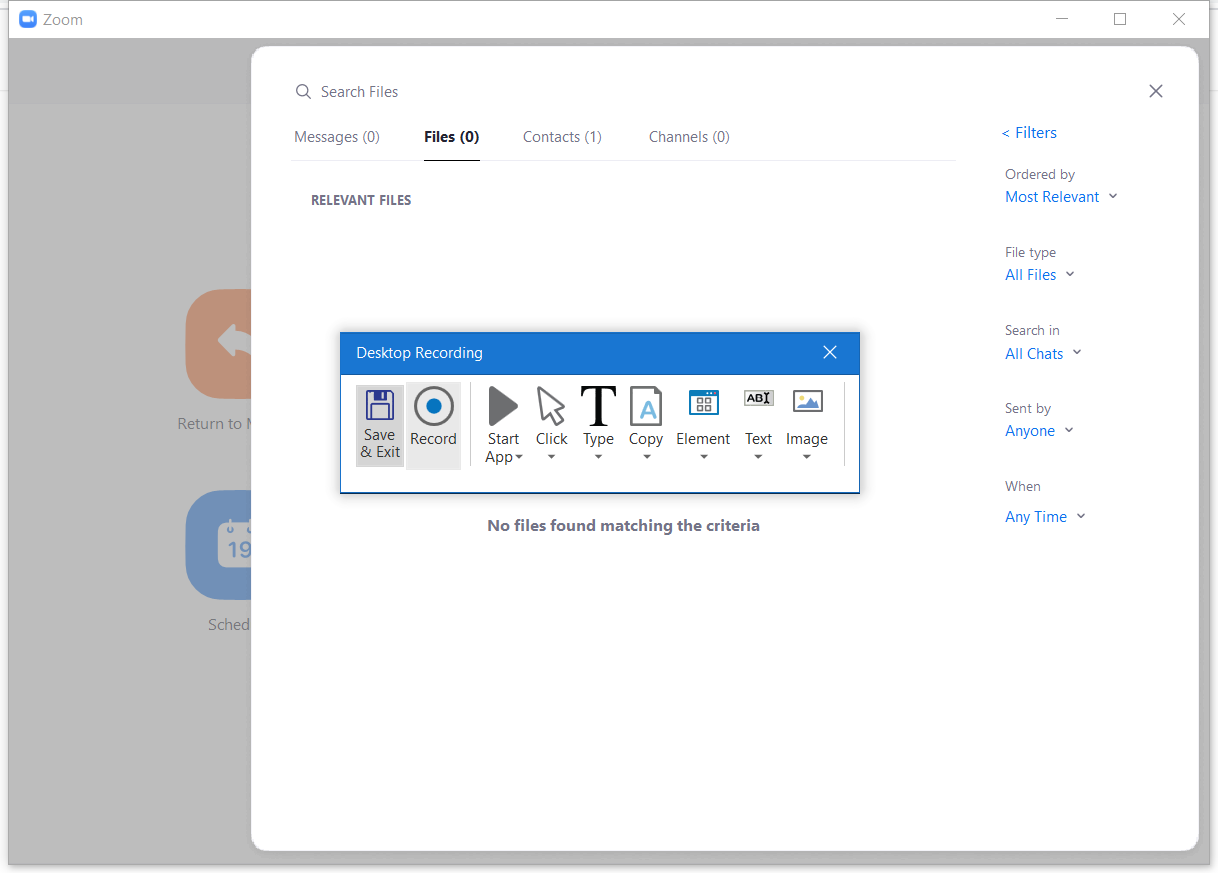 Zoom
Search Files
Messages (0) Files (0) Contacts (1) Channels (0)
< Filters
RELEVANT FILES
Ordered by
Most Relevant
File type
All Files
Search in
All Chats
Sent by
Anyone
When
Any Time
Return to
19
Sched
Desktop Recording
Save
& Exit
Record
Start
App
Click
Type
A
Copy
Element
ABI
Text
Image
No files found matching the criteria